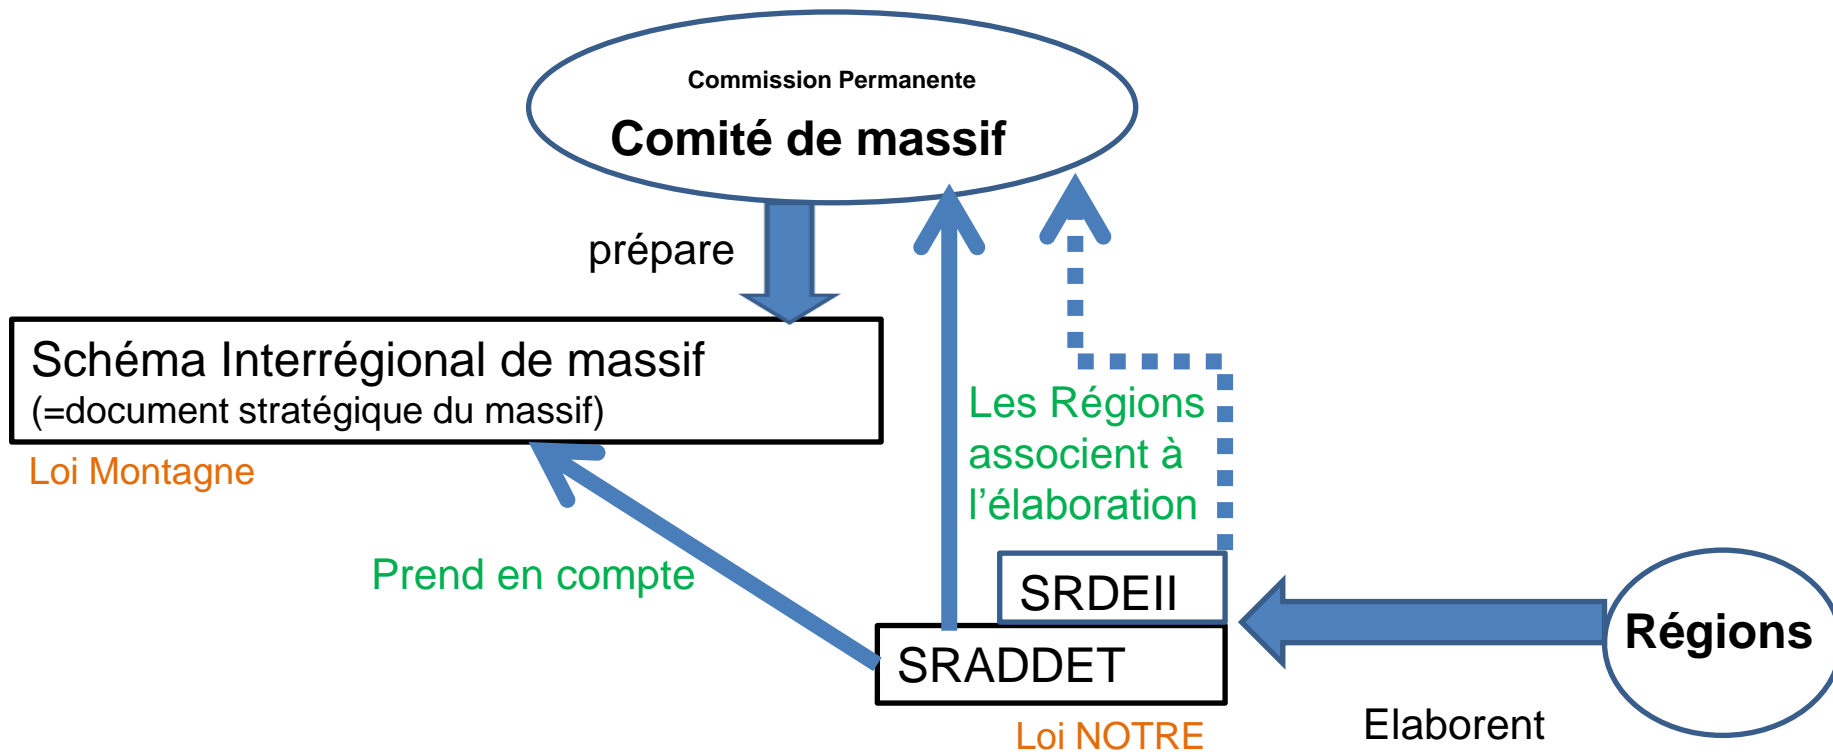 Commission Permanente
Comité de massif
prépare
Schéma Interrégional de massif
(=document stratégique du massif)
Loi Montagne
Les Régions
associent à
l’élaboration
Prend en compte
SRDEII
SRADDET
Régions
Loi NOTRE
Elaborent